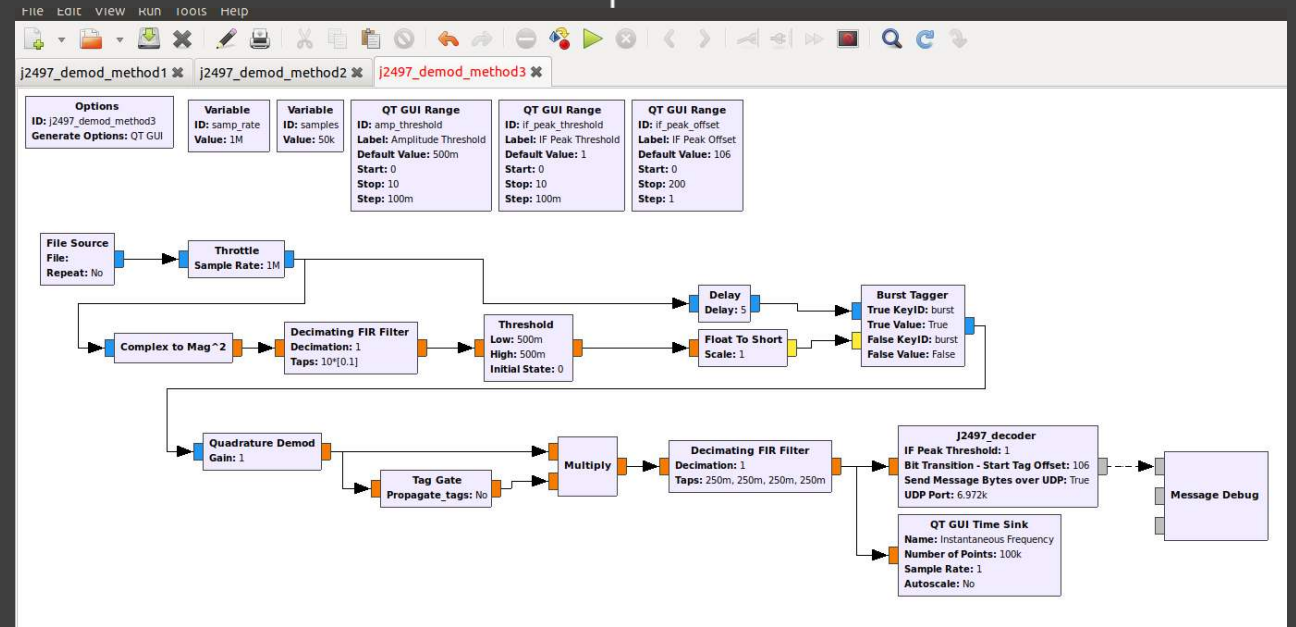 File Edit View Run Tools Help
j2497_demod_method1
j2497_demod_method2
j2497_demod_method3
Options
ID: j2497_demod_method3
Generate Options: QT GUI
Variable
ID: samp_rate
Value: 1M
Variable
ID: samples
Value: 50k
QT GUI Range
ID: amp_threshold
Label: Amplitude Threshold
Default Value: 500m
Start: 0
Stop: 10
Step: 100m
QT GUI Range
ID: if_peak_threshold
Label: IF Peak Threshold
Default Value: 1
Start: 0
Stop: 10
Step: 100m
QT GUI Range
ID: if_peak_offset
Label: IF Peak Offset
Default Value: 106
Start: 0
Stop: 200
Step: 1
File Source
File:
Repeat: No
Throttle
Sample Rate: 1M
Delay
Delay: 5
Burst Tagger
True KeyID: burst
True Value: True
False KeyID: burst
False Value: False
Complex to Mag^2
Decimating FIR Filter
Decimation: 1
Taps: 10*[0.1]
Threshold
Low: 500m
High: 500m
Initial State: 0
Float To Short
Scale: 1
Quadrature Demod
Gain: 1
Tag Gate
Propagate_tags: No
Multiply
Decimating FIR Filter
Decimation: 1
Taps: 250m, 250m, 250m, 250m
J2497_decoder
IF Peak Threshold: 1
Bit Transition - Start Tag Offset: 106
Send Message Bytes over UDP: True
UDP Port: 6.972k
Message Debug
QT GUI Time Sink
Name: Instantaneous Frequency
Number of Points: 100k
Sample Rate: 1
Autoscale: No